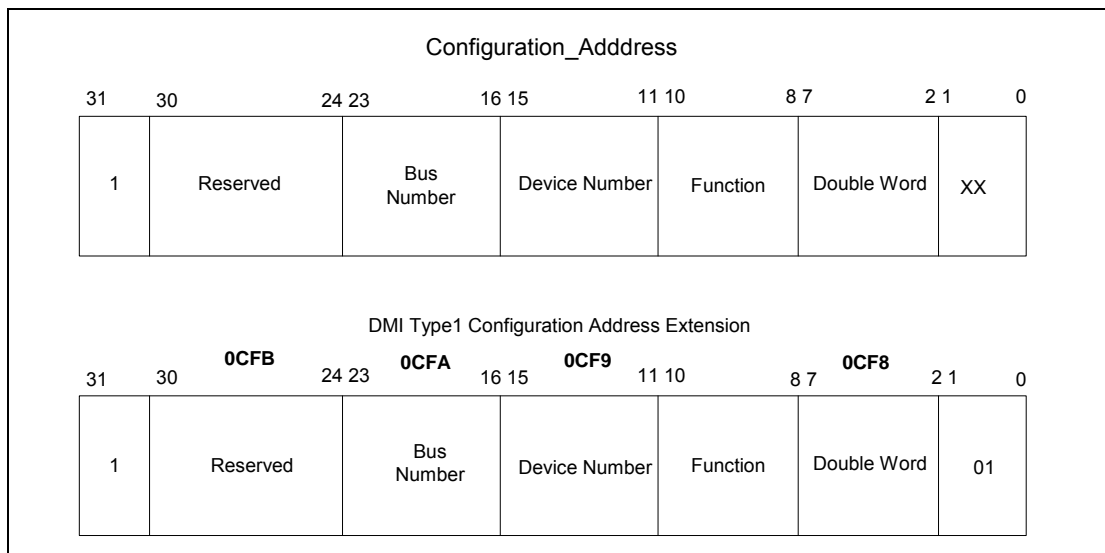 Configuration_Adddress
31 30 24 23 16 15 11 10 8 7 2 1 0
1 Reserved Bus Number Device Number Function Double Word XX
DMI Type1 Configuration Address Extension
0CFB 0CFA 0CF9 0CF8
31 30 24 23 16 15 11 10 8 7 2 1 0
1 Reserved Bus Number Device Number Function Double Word 01